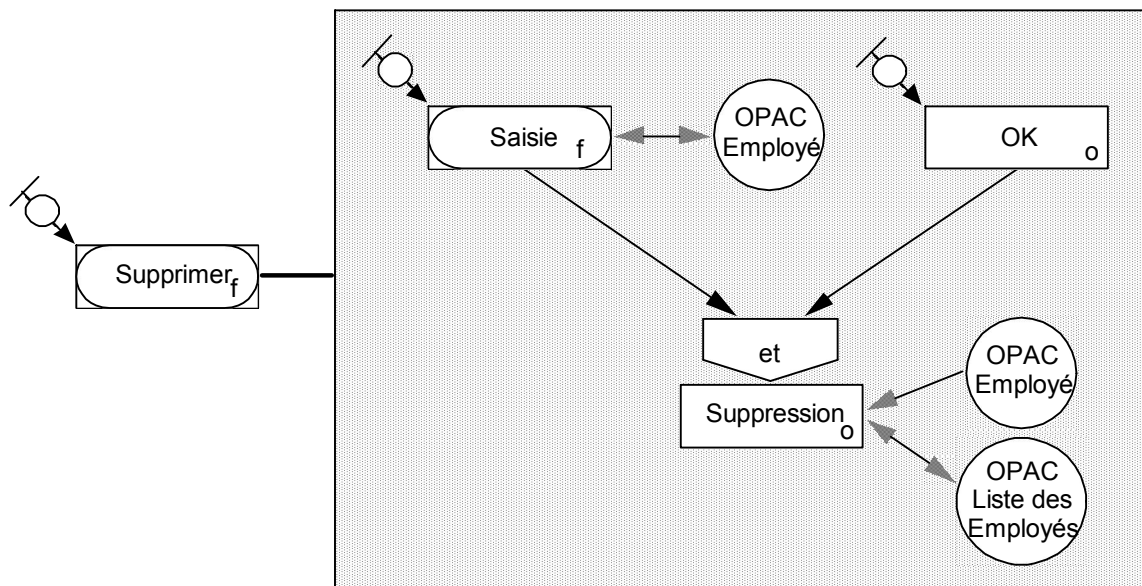 Saisie
f
OPAC
Employé
OK
o
Supprimer
f
et
OPAC
Employé
Suppression
o
OPAC
Liste des
Employés